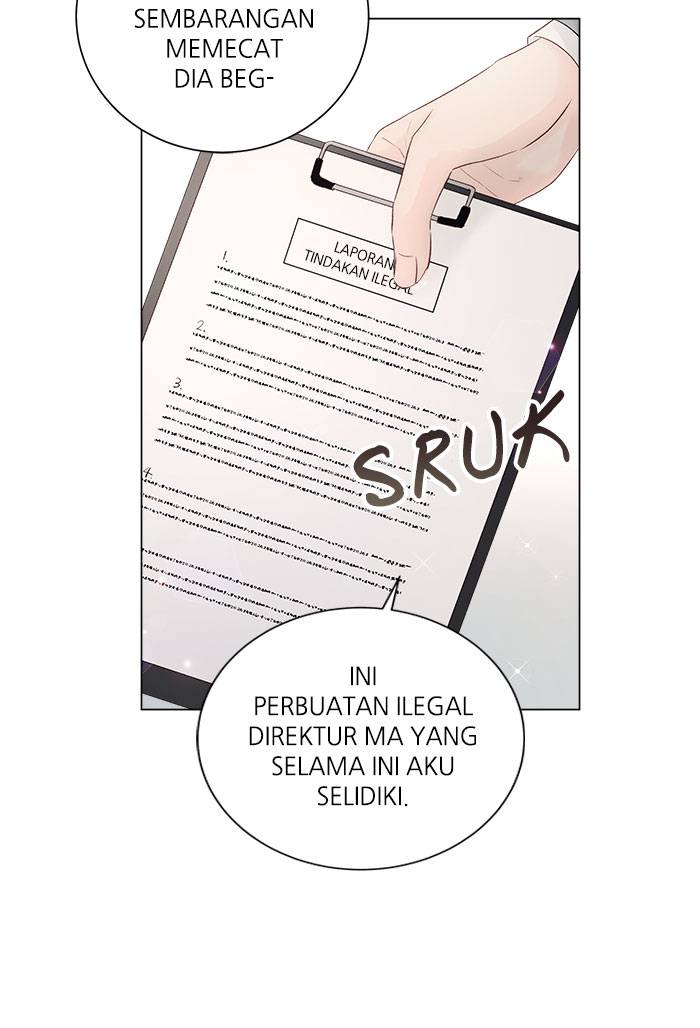 SEMBARANGAN
MEMECAT
DIA BEG-
LAPORAN
TINDAKAN ILEGAL
1.
2.
3.
4.
SRUK
INI
PERBUATAN ILEGAL
DIREKTUR MA YANG
SELAMA INI AKU
SELIDIKI.